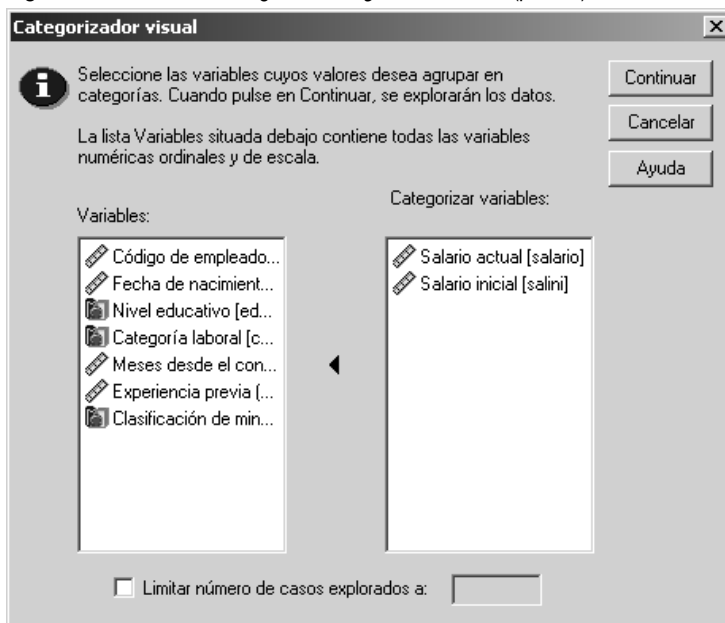 Categorizador visual
Seleccione las variables cuyos valores desea agrupar en
categorías. Cuando pulse en Continuar, se explorarán los datos.
La lista Variables situada debajo contiene todas las variables
numéricas ordinales y de escala.
Continuar
Cancelar
Ayuda
Variables:
Código de empleado...
Fecha de nacimient...
Nivel educativo [ed...
Categoría laboral [c...
Meses desde el con...
Experiencia previa (...
Clasificación de min...
Categorizar variables:
Salario actual [salario]
Salario inicial [salini]
Limitar número de casos explorados a: